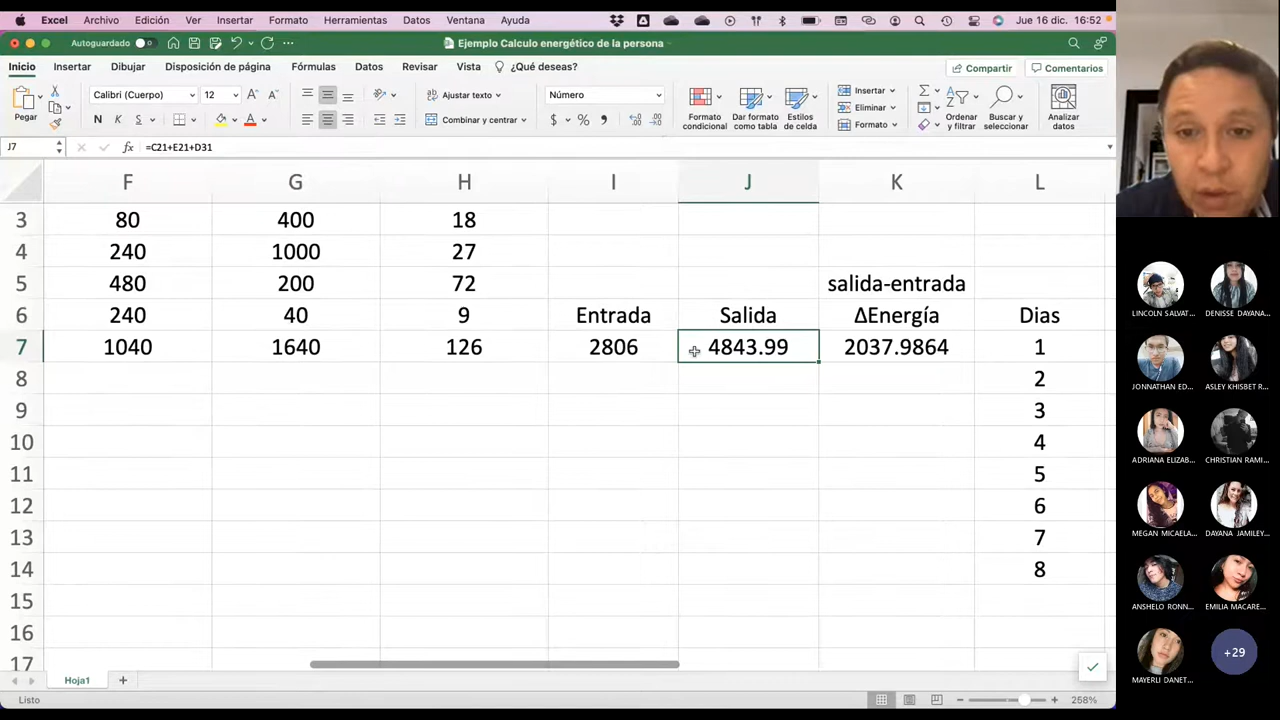 Excel Archivo Edición Ver Insertar Formato Herramientas Datos Ventana Ayuda Jue 16 dic. 16:52
Autoguardado Ejemplo Calculo energético de la persona
Inicio Insertar Dibujar Disposición de página Fórmulas Datos Revisar Vista ¿Qué deseas? Compartir Comentarios
Pegar Calibri (Cuerpo) 12 A A Ajustar texto Número Formato condicional Dar formato como tabla Estilos de celda Insertar Ordenar y filtrar Buscar y seleccionar Analizar datos
N K S A Combinar y centrar $ % Eliminar
Formato
J7 fx =C21+E21+D31
F G H I J K L
3 80 400 18
4 240 1000 27
5 480 200 72 salida-entrada
6 240 40 9 Entrada Salida ΔEnergía Dias
7 1040 1640 126 2806 4843.99 2037.9864 1
8 2
9 3
10 4
11 5
12 6
13 7
14 8
15
16
17
Hoja1 +
Listo 258%
LINCOLN SALVAT... DENISSE DAYANA...
JONNATHAN ED... ASLEY KHISBET R...
ADRIANA ELIZAB... CHRISTIAN RAMI...
MEGAN MICAELA... DAYANA JAMILEY...
ANSHELO RONN... EMILIA MACARE...
MAYERLI DANET... +29